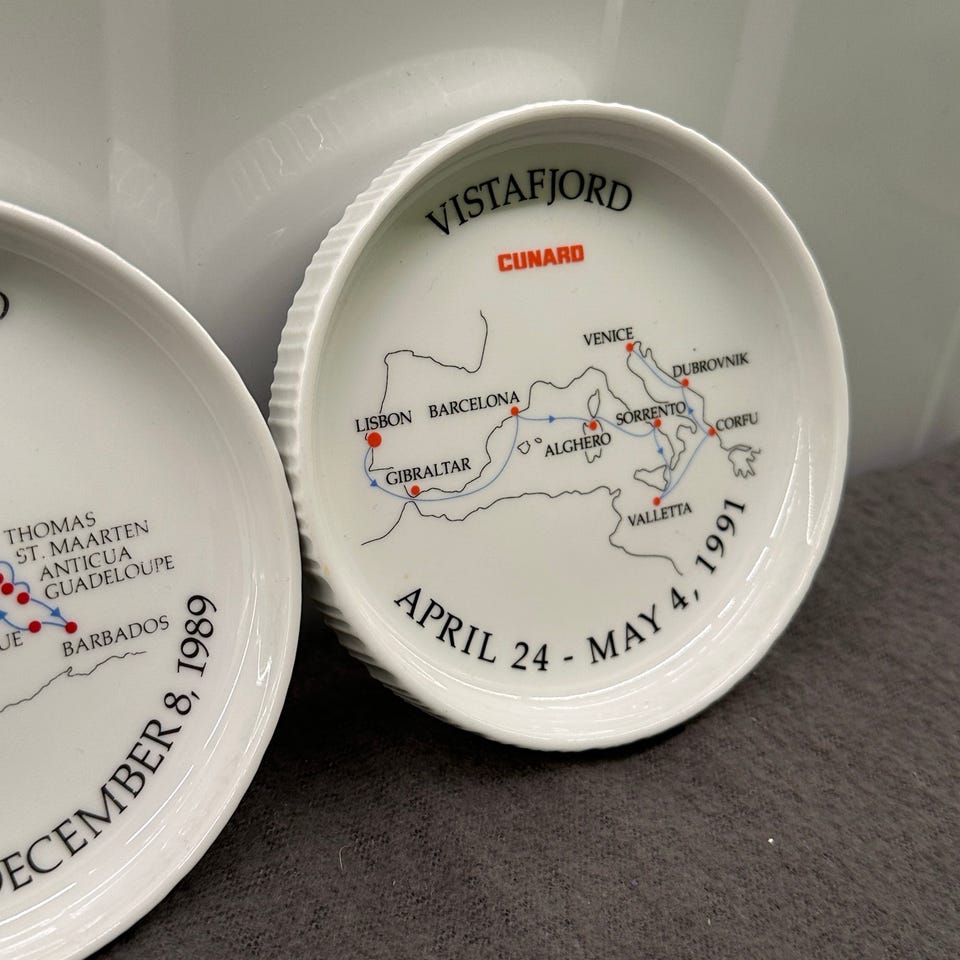 THOMAS
ST. MAARTEN
ANTICUA
GUADELOUPE
BARBADOS
DECEMBER 8, 1989
VISTAFJORD
CUNARD
VENICE
DUBROVNIK
LISBON
BARCELONA
SORRENTO
CORFU
ALGHERO
GIBRALTAR
VALLETTA
APRIL 24 - MAY 4, 1991